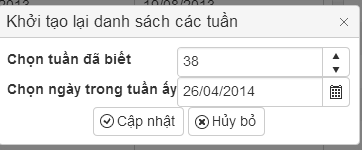 Khởi tạo lại danh sách các tuần
Chọn tuần đã biết 38
Chọn ngày trong tuần ấy 26/04/2014
Cập nhật Hủy bỏ